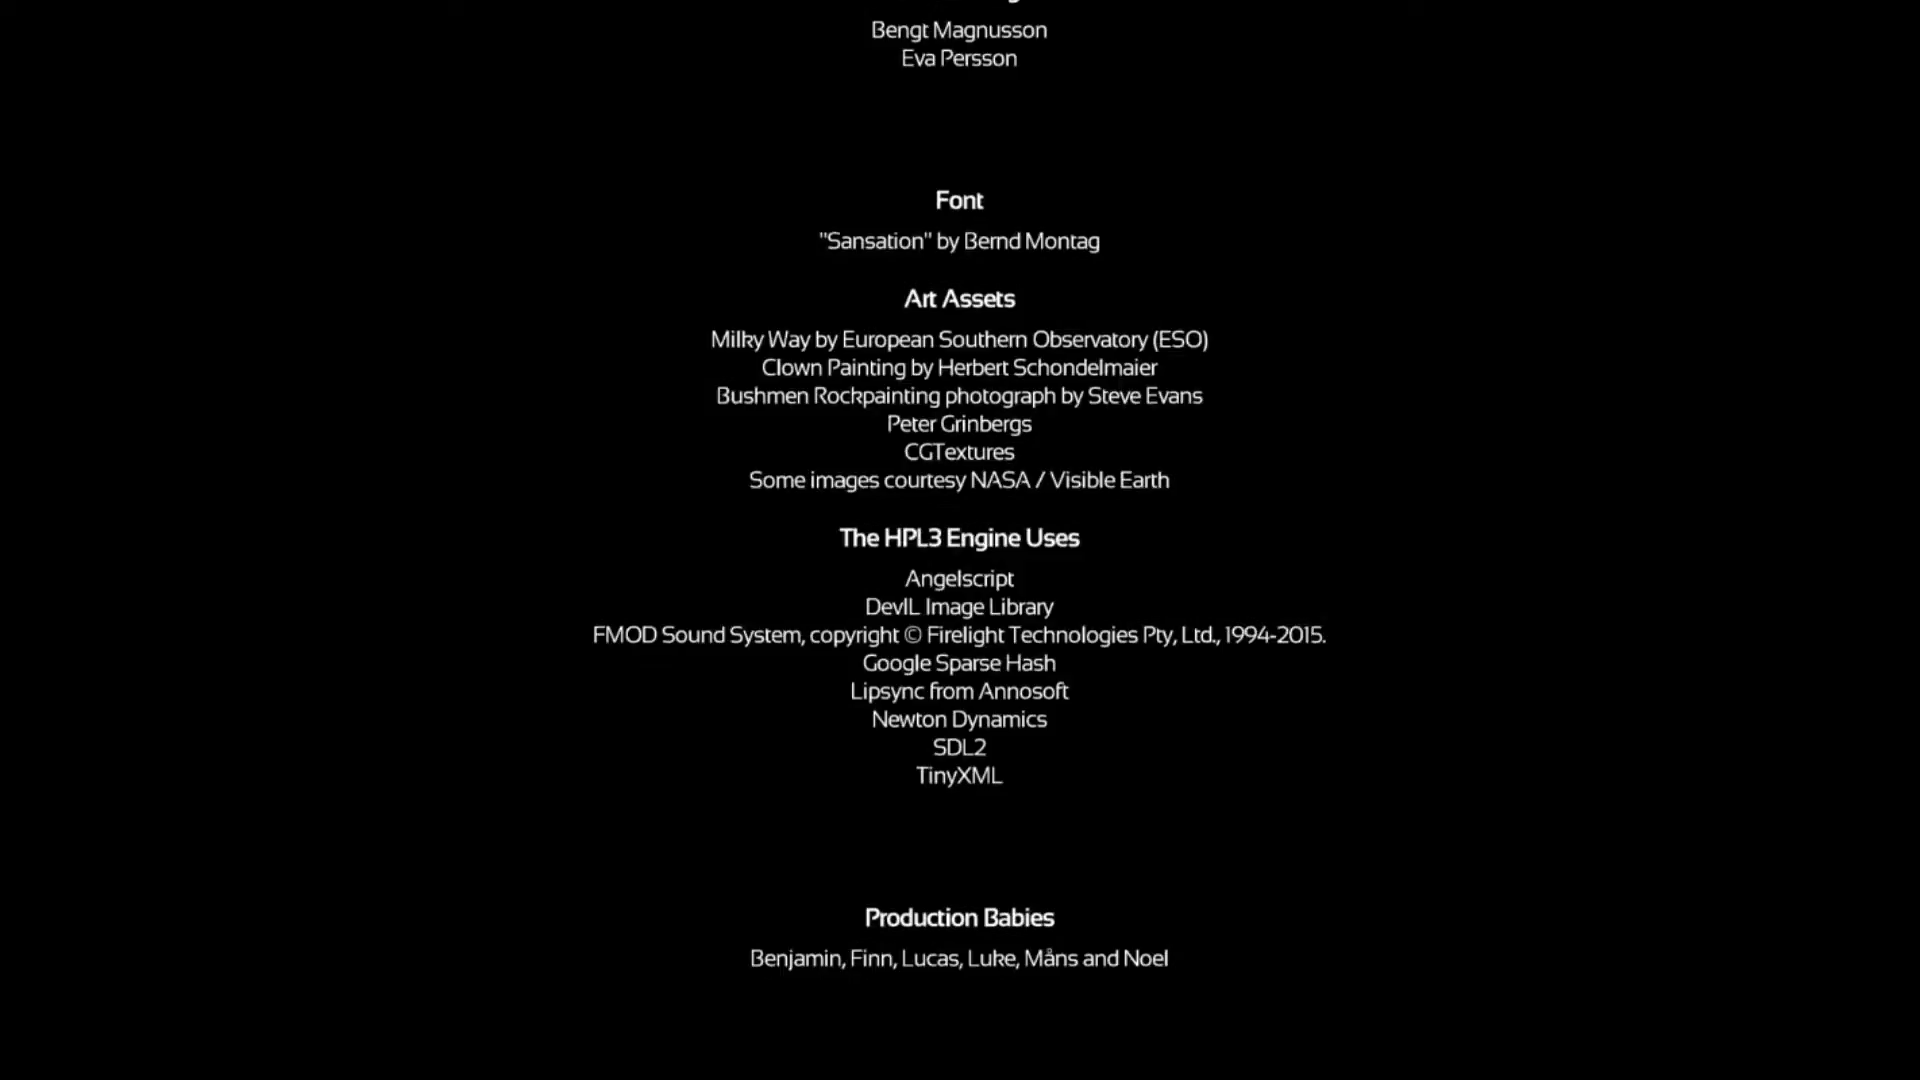 Bengt Magnusson
Eva Persson
Font
"Sansation" by Bernd Montag
Art Assets
Milky Way by European Southern Observatory (ESO)
Clown Painting by Herbert Schondelmaier
Bushmen Rockpainting photograph by Steve Evans
Peter Grinbergs
CGTextures
Some images courtesy NASA / Visible Earth
The HPL3 Engine Uses
Angelscript
DevIL Image Library
FMOD Sound System, copyright © Firelight Technologies Pty, Ltd., 1994-2015.
Google Sparse Hash
Lipsync from Annosoft
Newton Dynamics
SDL2
TinyXML
Production Babies
Benjamin, Finn, Lucas, Luke, Måns and Noel